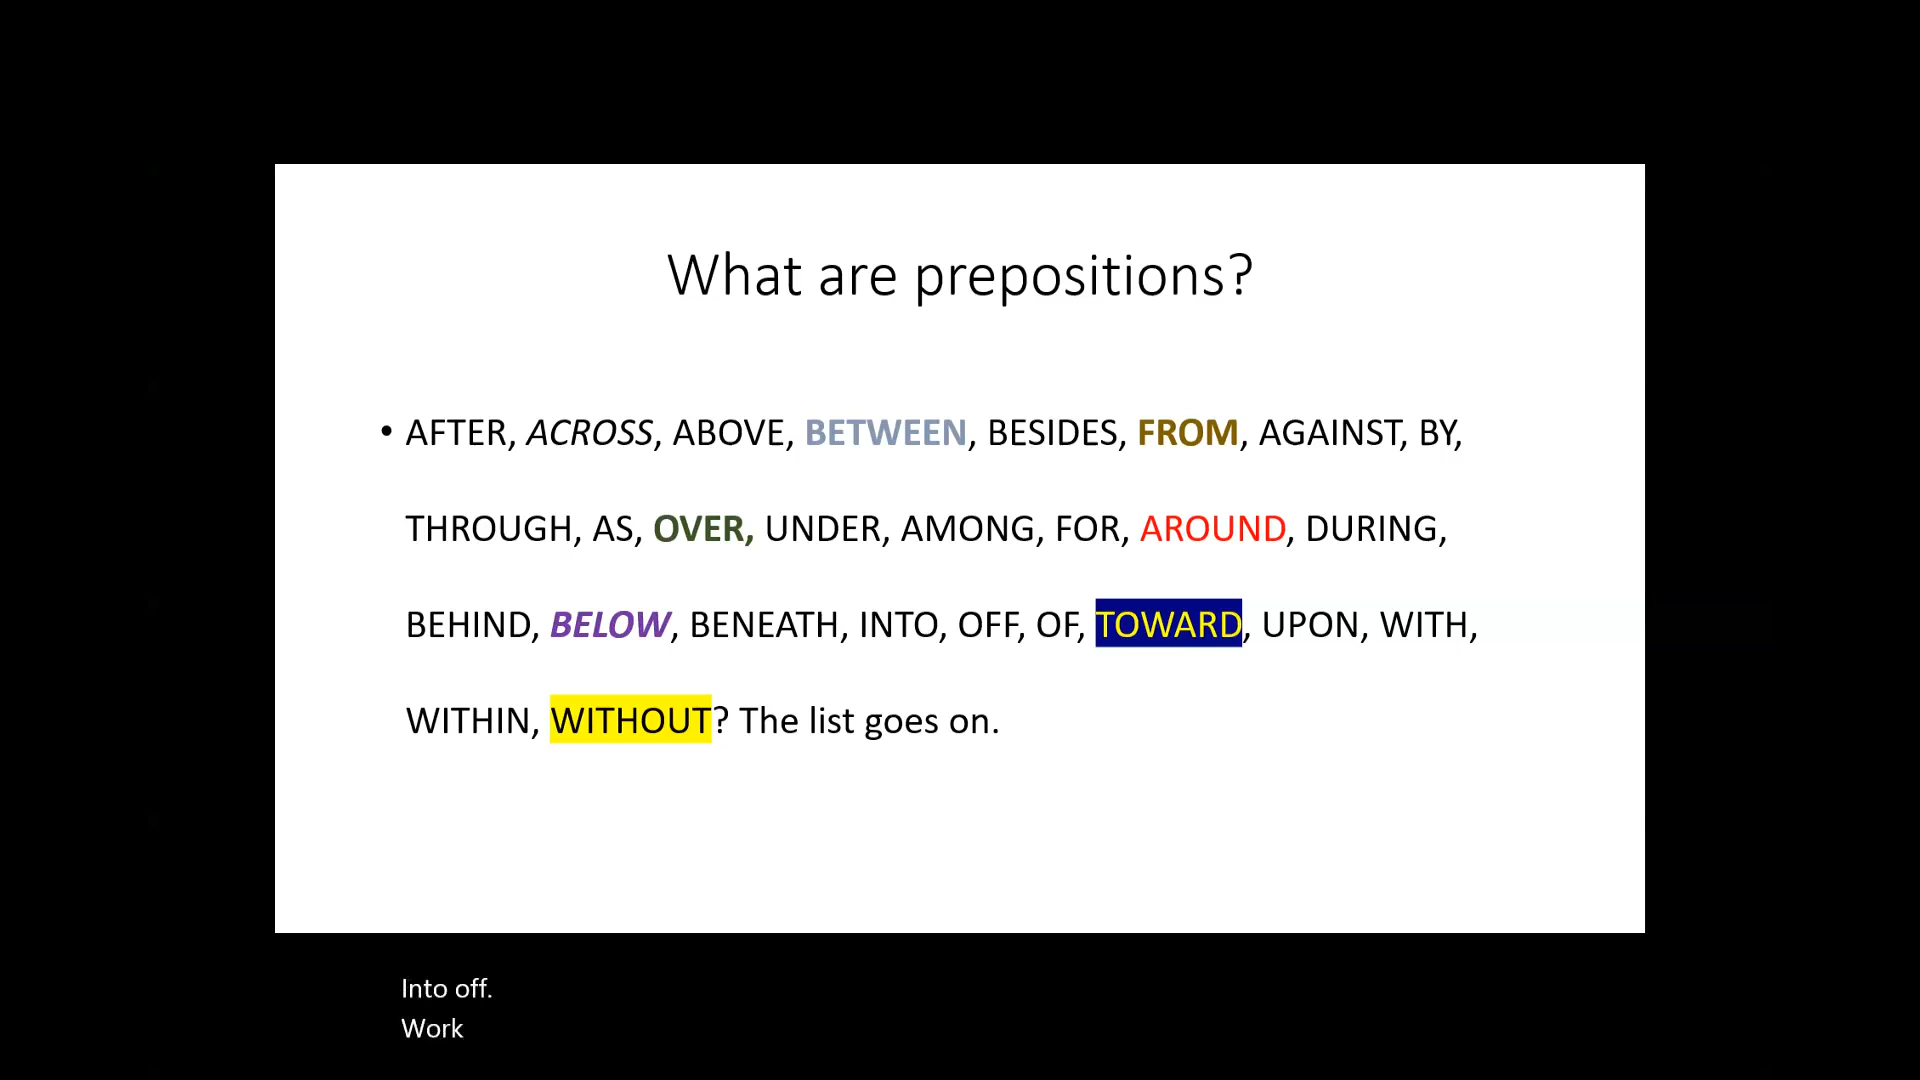 What are prepositions?
• AFTER, ACROSS, ABOVE, BETWEEN, BESIDES, FROM, AGAINST, BY,
THROUGH, AS, OVER, UNDER, AMONG, FOR, AROUND, DURING,
BEHIND, BELOW, BENEATH, INTO, OFF, OF, TOWARD, UPON, WITH,
WITHIN, WITHOUT? The list goes on.
Into off.
Work